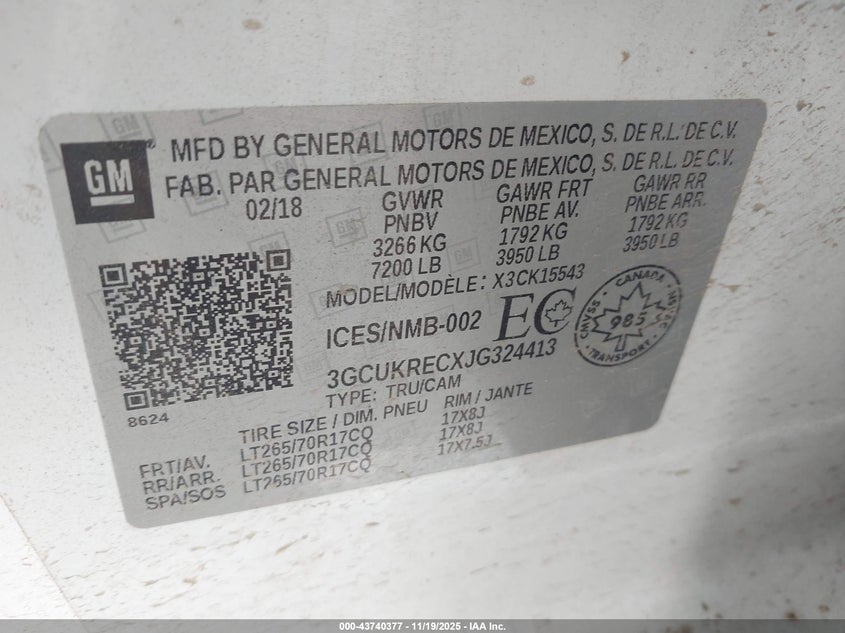 GM
MFD BY GENERAL MOTORS DE MEXICO, S. DE R.L. DE C.V.
FAB. PAR GENERAL MOTORS DE MEXICO, S. DE R.L. DE C.V.
02/18 GVWR GAWR FRT GAWR RR
PNBV PNBE AV. PNBE ARR.
3266 KG 1792 KG 1792 KG
7200 LB 3950 LB 3950 LB
MODEL/MODÈLE: X3CK15543
ICES/NMB-002 EC
CANADA
CMVSS 985 NSVAC
TRANSPORT
3GCUKRECXJG324413
TYPE: TRU/CAM
8624
TIRE SIZE / DIM. PNEU RIM / JANTE
FRT/AV. LT265/70R17CQ 17X8J
RR/ARR. LT265/70R17CQ 17X8J
SPA/SOS LT265/70R17CQ 17X7.5J
000-43740377 - 11/19/2025 - IAA Inc.